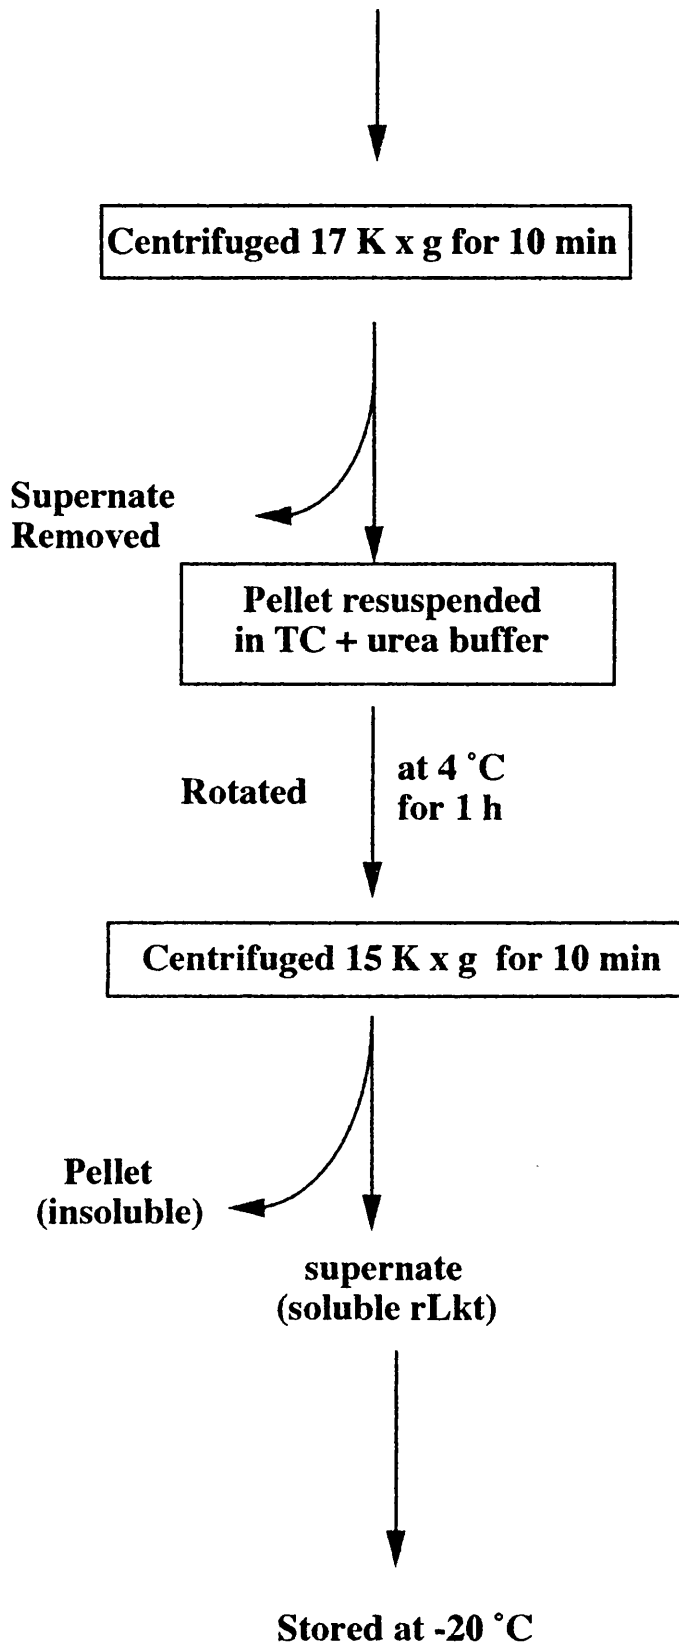 Centrifuged 17 K x g for 10 min
Supernate
Removed
Pellet resuspended
in TC + urea buffer
Rotated
at 4 °C
for 1 h
Centrifuged 15 K x g for 10 min
Pellet
(insoluble)
supernate
(soluble rLkt)
Stored at -20 °C